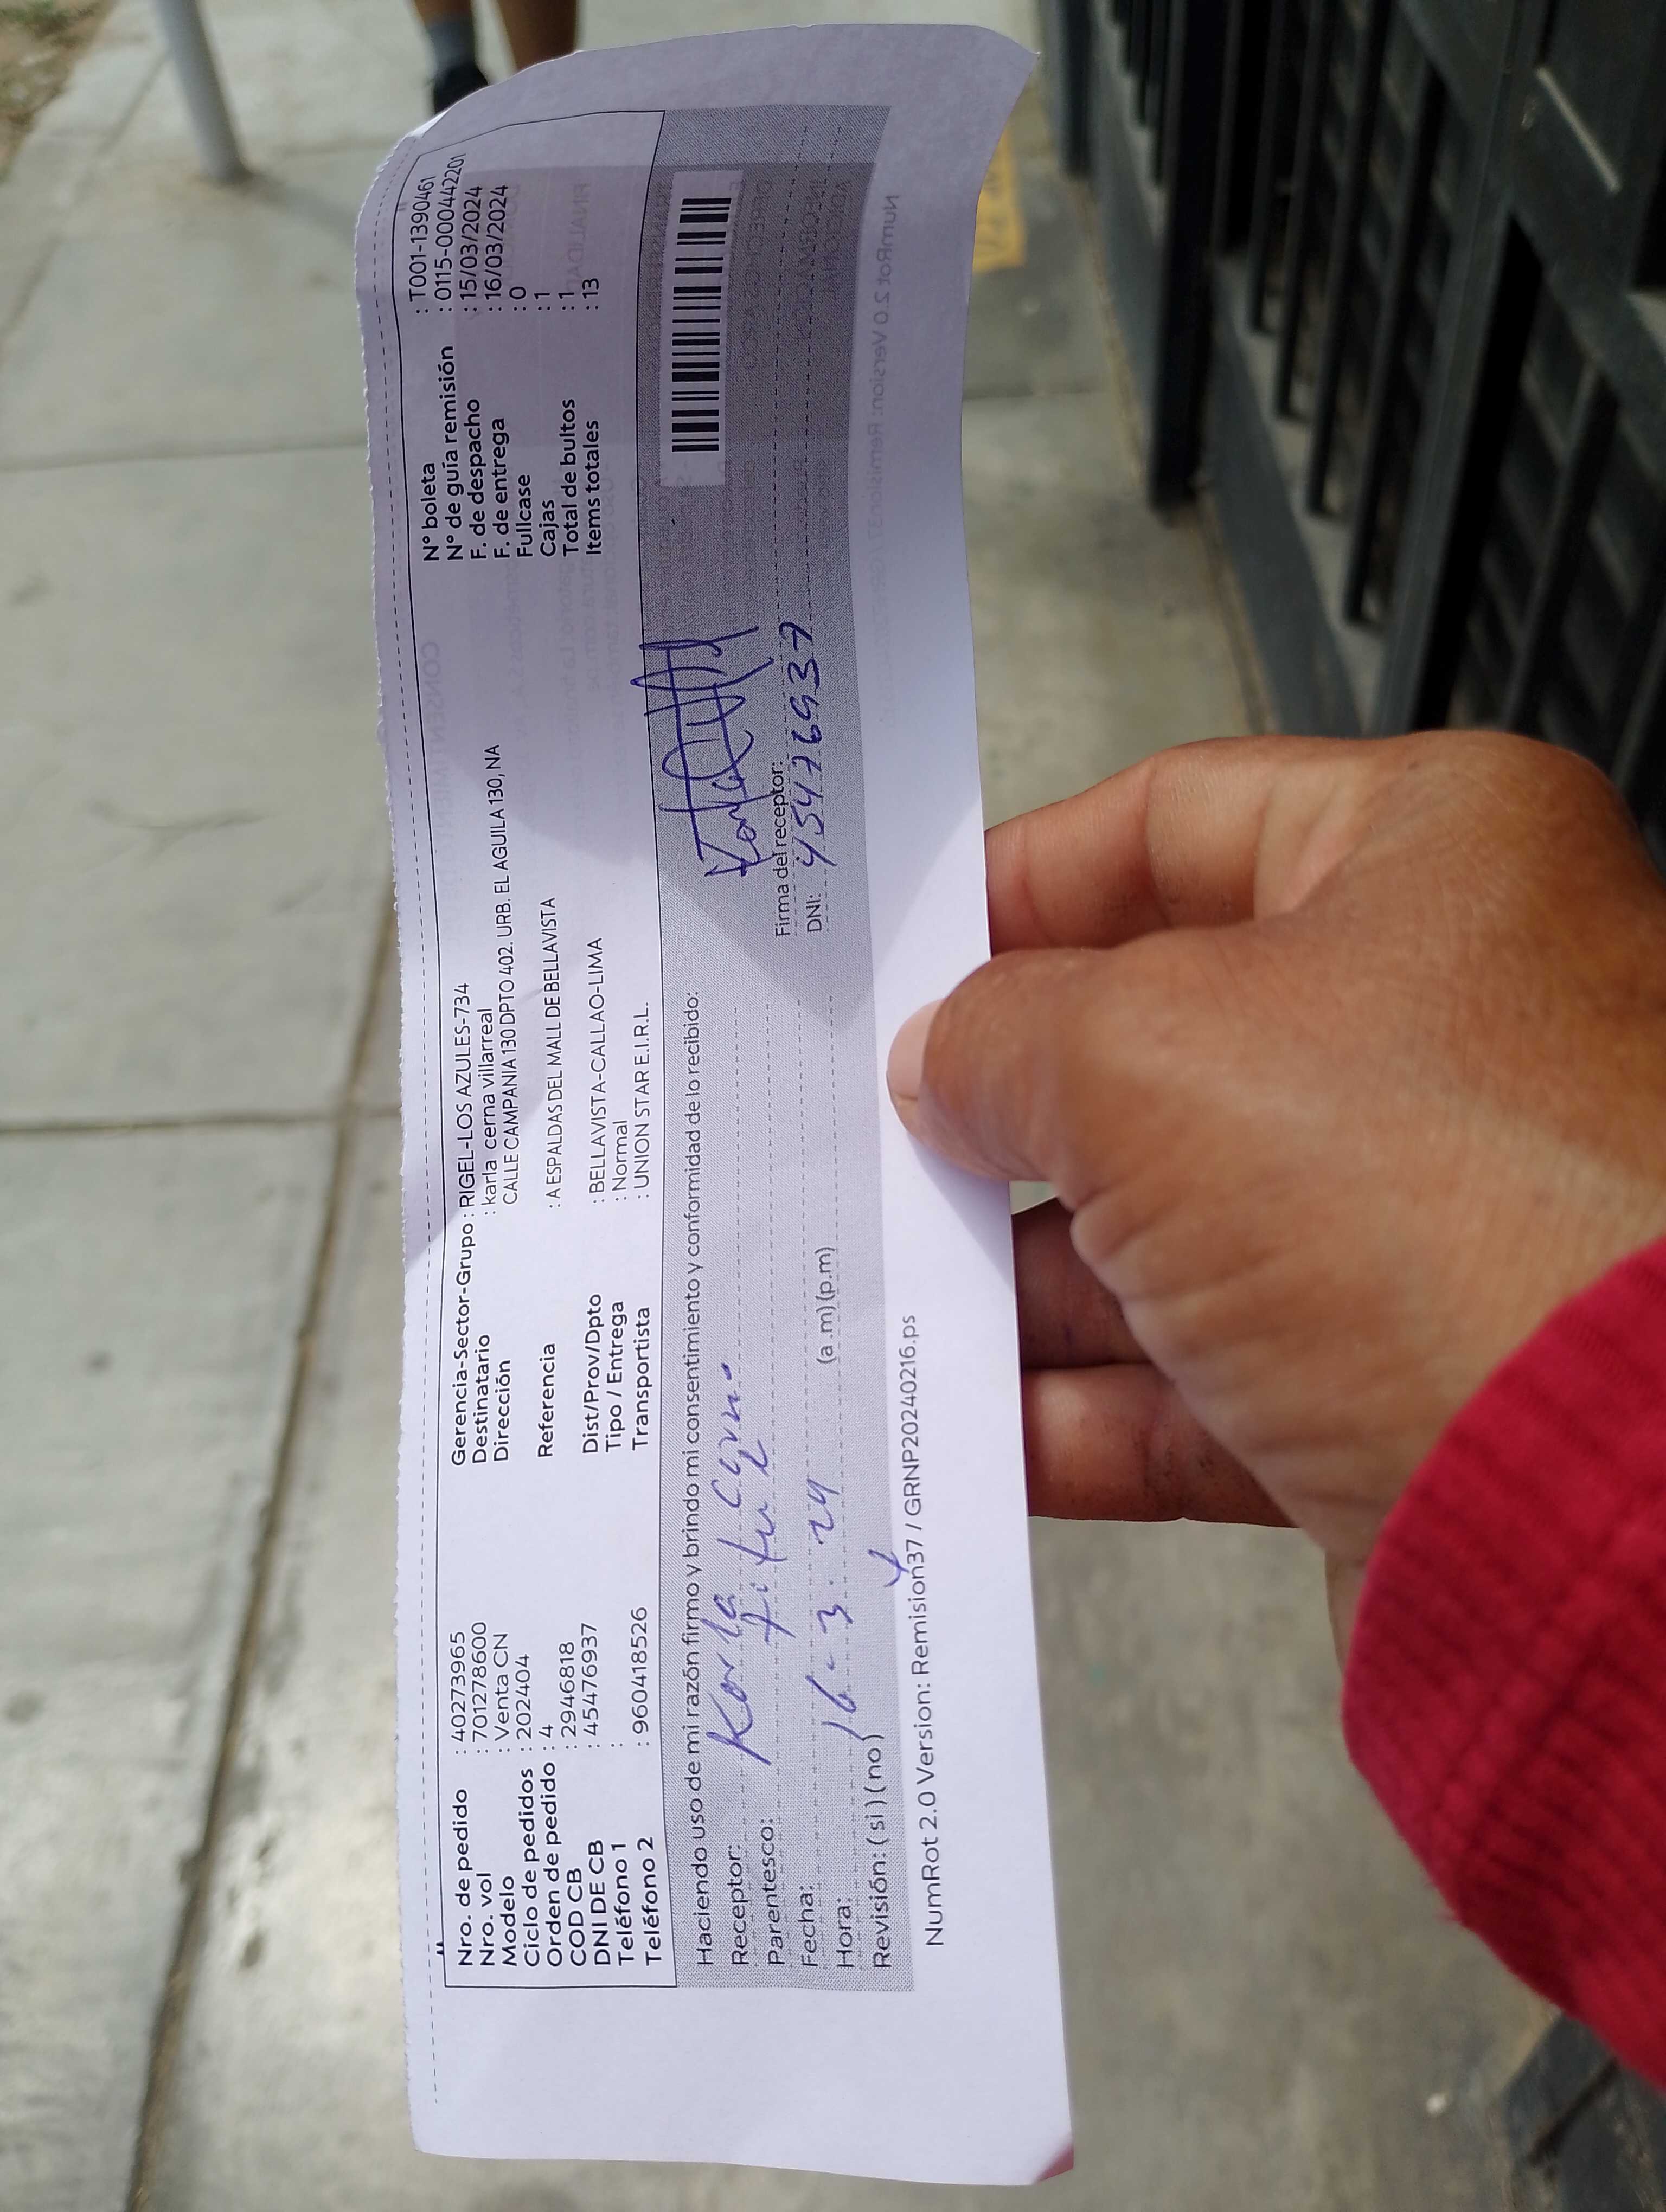 Nro. de pedido : 40273965
Nro. vol : 701278600
Modelo : Venta CN
Ciclo de pedidos : 202404
Orden de pedido : 4
COD CB : 2946818
DNI DE CB : 45476937
Teléfono 1 :
Teléfono 2 : 960418526
Gerencia-Sector-Grupo : RIGEL-LOS AZULES-734
Destinatario : karla cerna villarreal
Dirección CALLE CAMPANIA 130 DPTO 402. URB. EL AGUILA 130, NA
Referencia : A ESPALDAS DEL MALL DE BELLAVISTA
Dist/Prov/Dpto : BELLAVISTA-CALLAO-LIMA
Tipo / Entrega : Normal
Transportista : UNION STAR E.I.R.L.
N° boleta : T001-1390461
N° de guía remisión : 0115-000442201
F. de despacho : 15/03/2024
F. de entrega : 16/03/2024
Fullcase : 0
Cajas : 1
Total de bultos : 1
Items totales : 13
Haciendo uso de mi razón firmo y brindo mi consentimiento y conformidad de lo recibido:
Receptor: Karla Cerna
Parentesco: titul
Fecha: 16-3-24
Hora: (a.m) (p.m)
Revisión: (si) (no)
Firma del receptor:
DNI: 45476937
NumRot 2.0 Version: Remision37 / GRNP20240216.ps